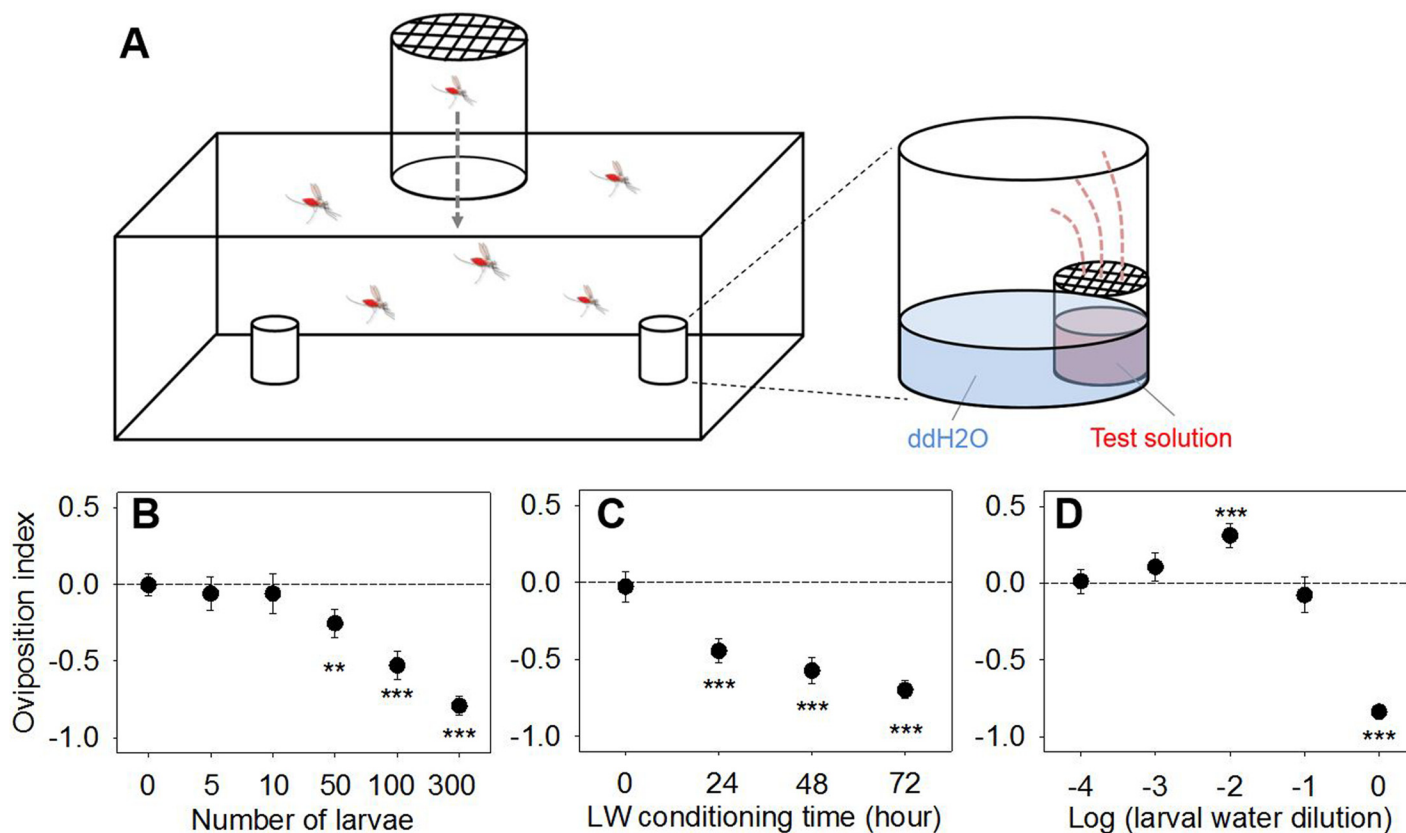 A
ddH2O
Test solution
Oviposition index
B
0.5
0.0
-0.5
-1.0
**
***
***
0 5 10 50 100 300
Number of larvae
C
0.5
0.0
-0.5
-1.0
***
***
***
0 24 48 72
LW conditioning time (hour)
D
0.5
0.0
-0.5
-1.0
***
***
-4 -3 -2 -1 0
Log (larval water dilution)